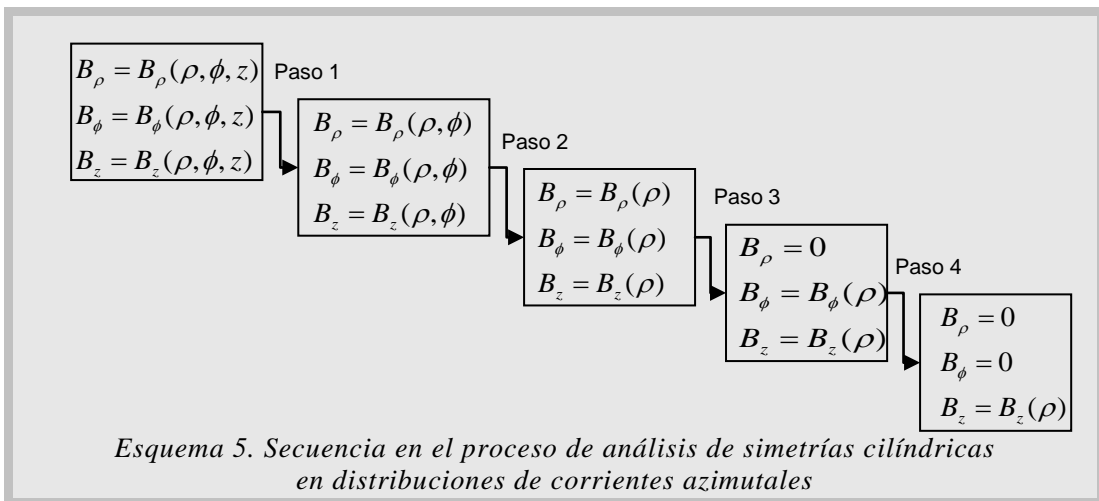 B_ρ = B_ρ(ρ, ϕ, z)
B_ϕ = B_ϕ(ρ, ϕ, z)
B_z = B_z(ρ, ϕ, z)
Paso 1
B_ρ = B_ρ(ρ, ϕ)
B_ϕ = B_ϕ(ρ, ϕ)
B_z = B_z(ρ, ϕ)
Paso 2
B_ρ = B_ρ(ρ)
B_ϕ = B_ϕ(ρ)
B_z = B_z(ρ)
Paso 3
B_ρ = 0
B_ϕ = B_ϕ(ρ)
B_z = B_z(ρ)
Paso 4
B_ρ = 0
B_ϕ = 0
B_z = B_z(ρ)
Esquema 5. Secuencia en el proceso de análisis de simetrías cilíndricas
en distribuciones de corrientes azimutales